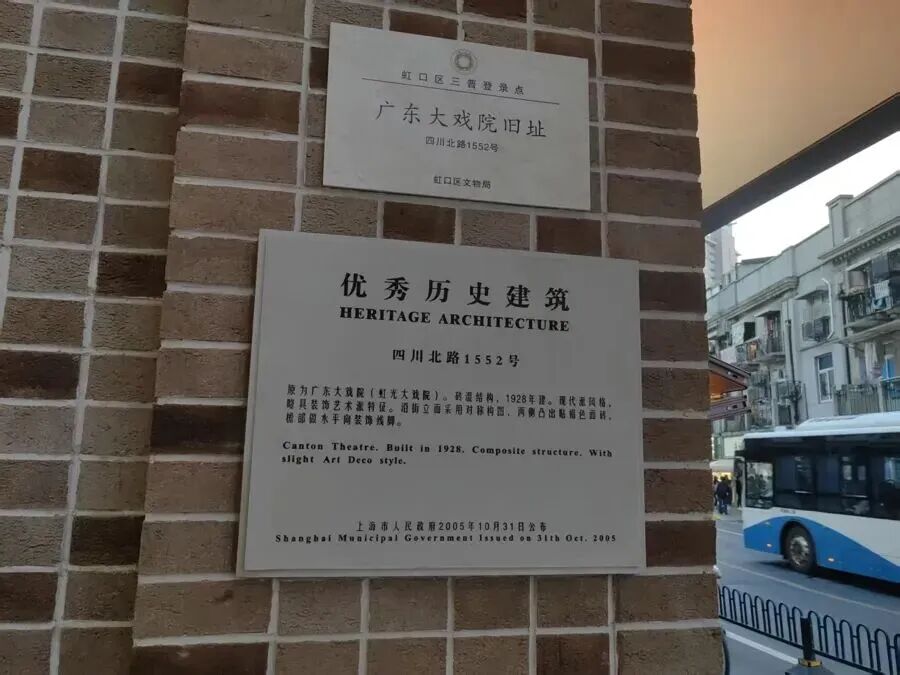 虹口区三普登录点
广东大戏院旧址
四川北路1552号
虹口区文物局
优秀历史建筑
HERITAGE ARCHITECTURE
四川北路1552号
原为广东大戏院（虹光大戏院）。砖混结构，1928年建。现代派风格，
略具装饰艺术派特征。沿街立面采用对称构图，两侧凸出贴褐色面砖，
檐部做水平向装饰线脚。
Canton Theatre. Built in 1928. Composite structure. With
slight Art Deco style.
上海市人民政府2005年10月31日公布
Shanghai Municipal Government Issued on 31th Oct. 2005